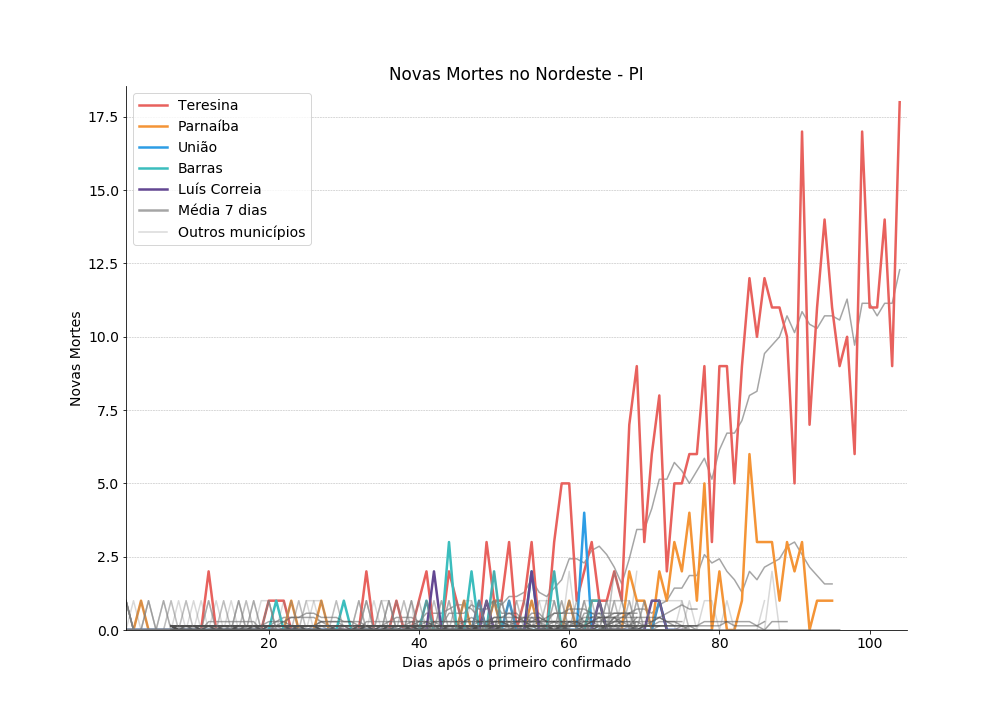 Novas Mortes no Nordeste - PI
Teresina
Parnaíba
União
Barras
Luís Correia
Média 7 dias
Outros municípios
Novas Mortes
17.5
15.0
12.5
10.0
7.5
5.0
2.5
0.0
20
40
60
80
100
Dias após o primeiro confirmado